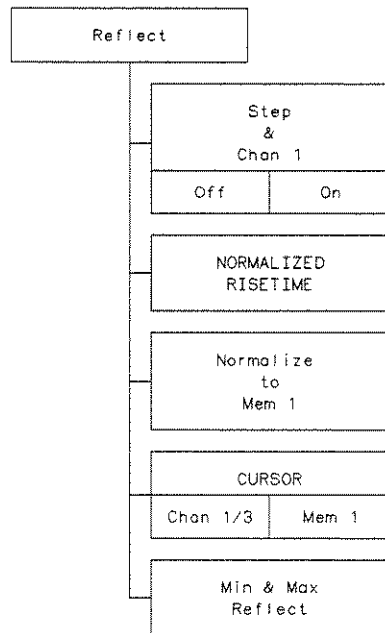 Reflect
Step
&
Chan 1
Off On
NORMALIZED
RISETIME
Normalize
to
Mem 1
CURSOR
Chan 1/3 Mem 1
Min & Max
Reflect